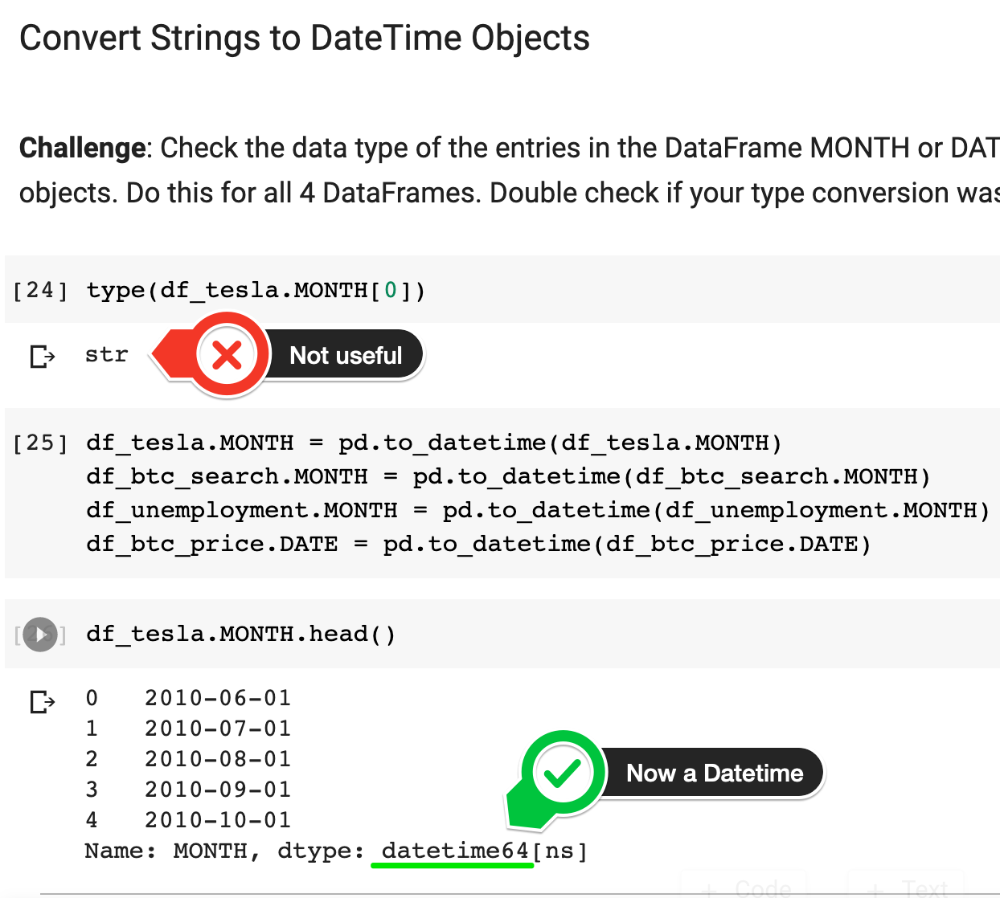 Convert Strings to DateTime Objects
Challenge: Check the data type of the entries in the DataFrame MONTH or DAT
objects. Do this for all 4 DataFrames. Double check if your type conversion was
[24] type(df_tesla.MONTH[0])
str
Not useful
[25] df_tesla.MONTH = pd.to_datetime(df_tesla.MONTH)
df_btc_search.MONTH = pd.to_datetime(df_btc_search.MONTH)
df_unemployment.MONTH = pd.to_datetime(df_unemployment.MONTH)
df_btc_price.DATE = pd.to_datetime(df_btc_price.DATE)
[26] df_tesla.MONTH.head()
0 2010-06-01
1 2010-07-01
2 2010-08-01
3 2010-09-01
4 2010-10-01
Now a Datetime
Name: MONTH, dtype: datetime64[ns]
+ Code + Text